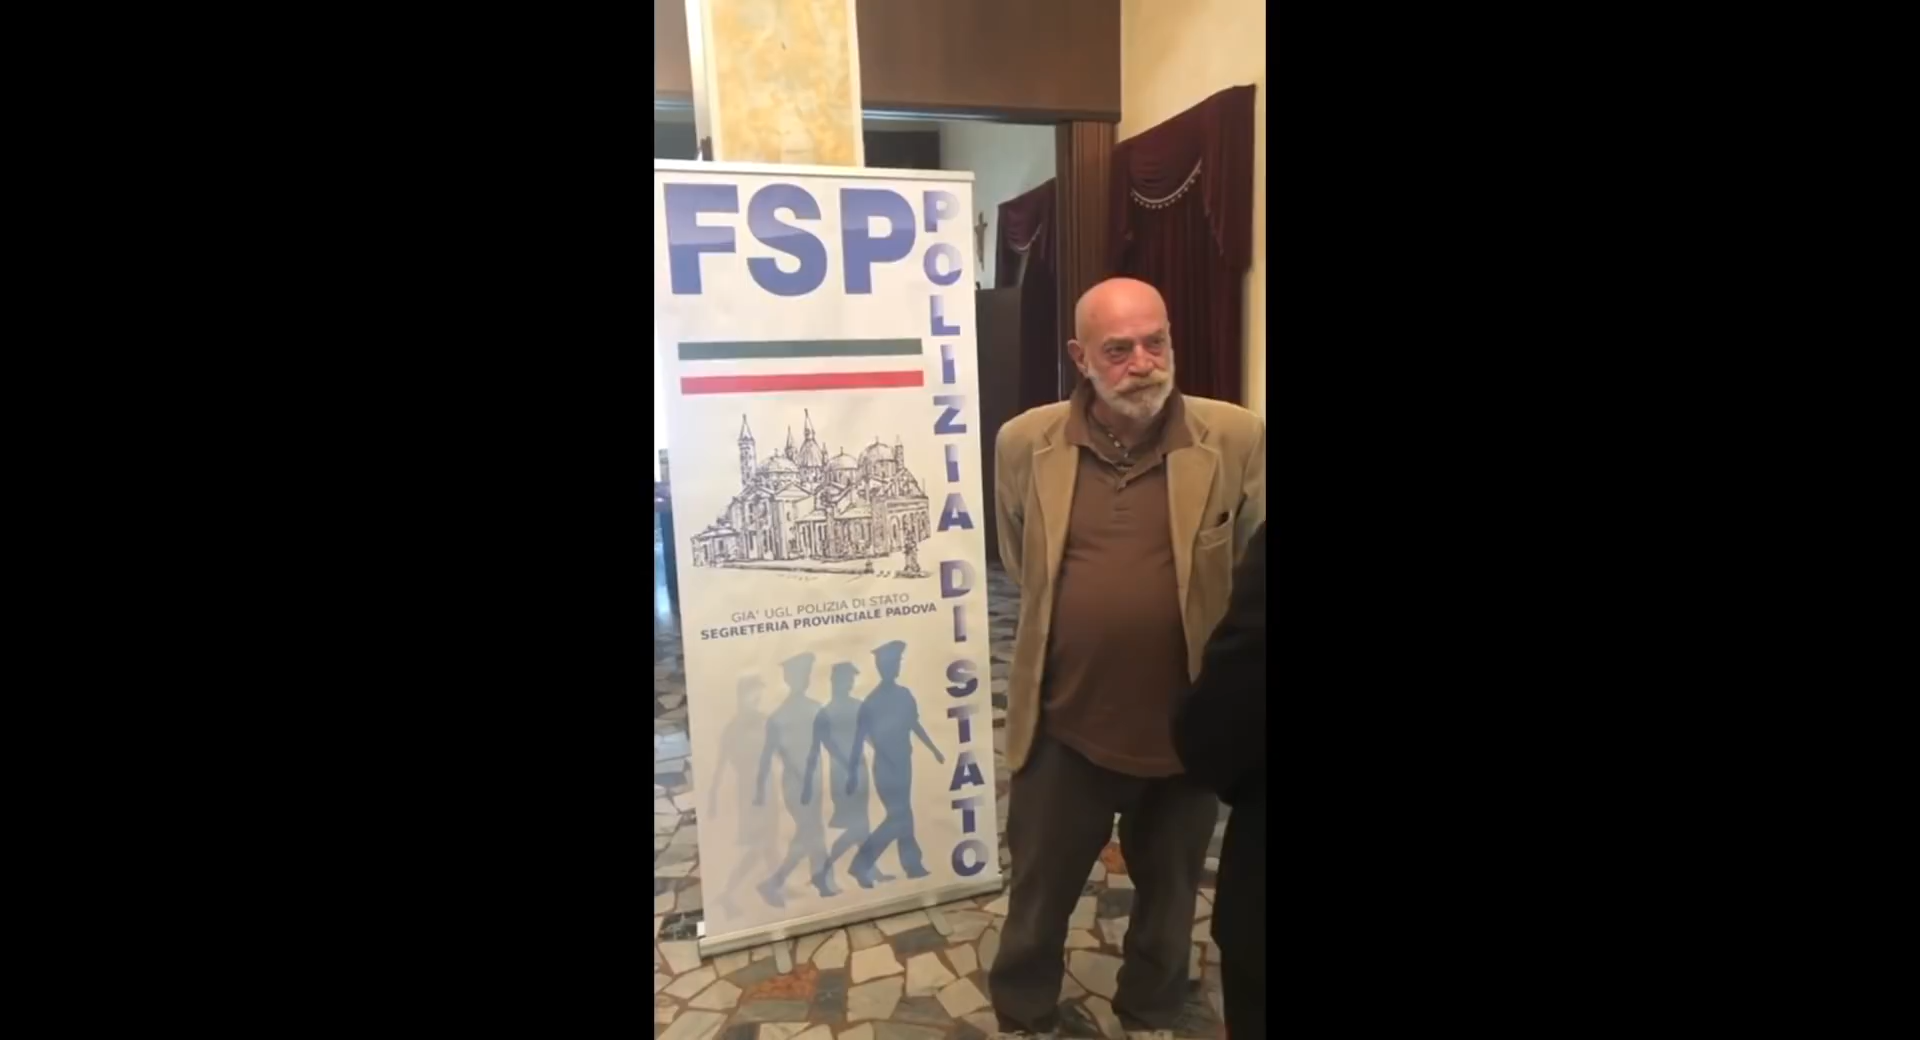 FSP
POLIZIA DI STATO
GIA' UGL POLIZIA DI STATO
SEGRETERIA PROVINCIALE PADOVA